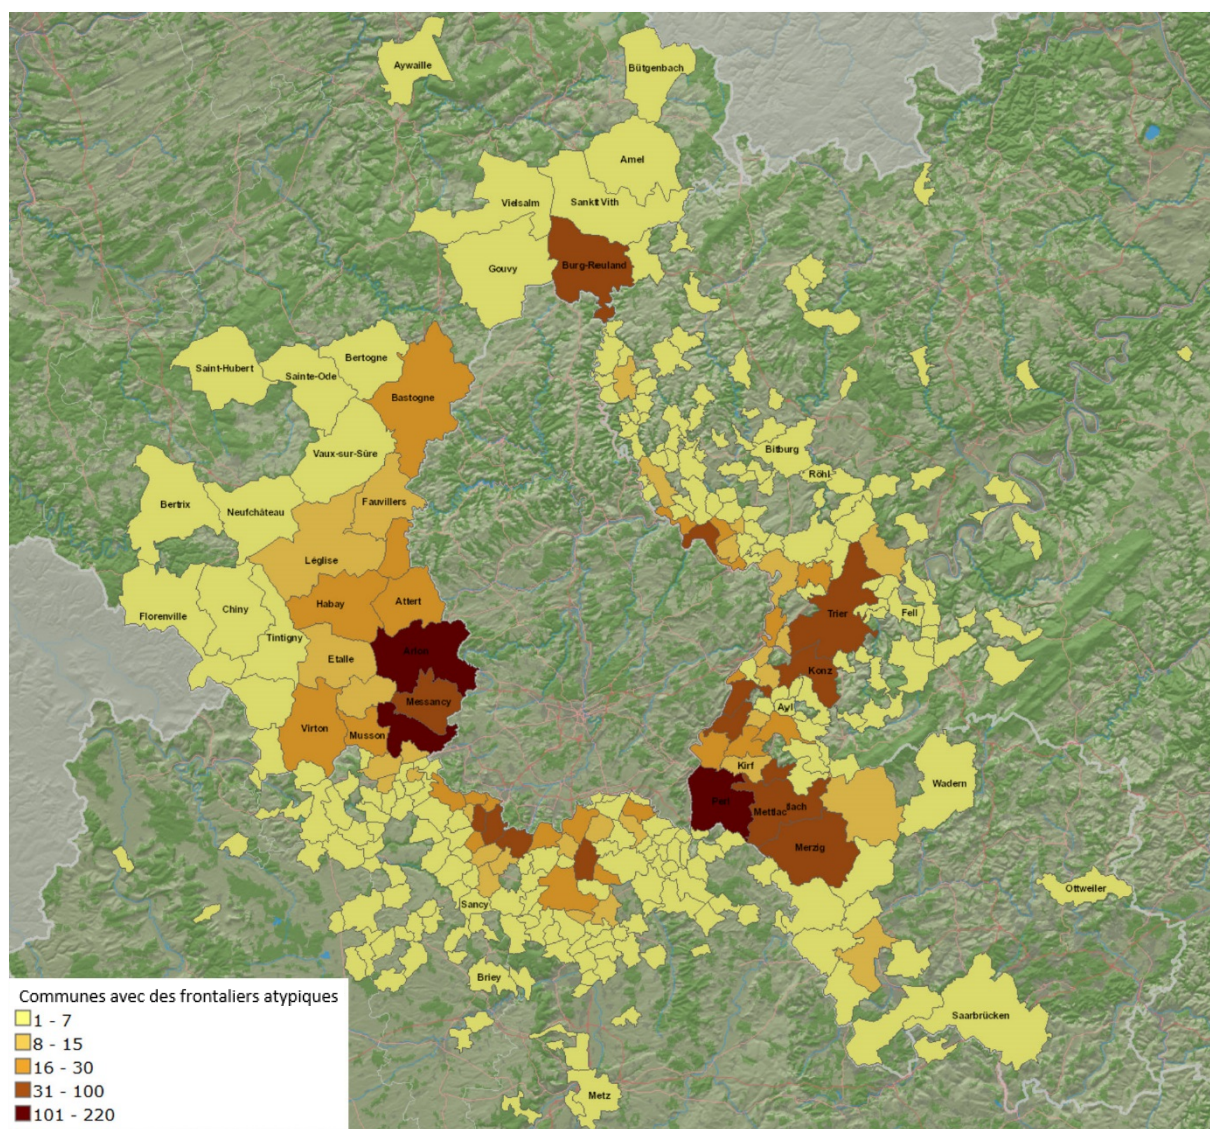 Aywaille
Bütgenbach
Amel
Vielsalm
Sankt Vith
Gouvy
Burg-Reuland
Bertogne
Saint-Hubert
Sainte-Ode
Bastogne
Vaux-sur-Sûre
Bitburg
Röhl
Bertrix
Neufchâteau
Fauvillers
Léglise
Habay
Attert
Florenville
Chiny
Trier
Fell
Tintigny
Arlon
Etalle
Konz
Messancy
Ayl
Virton
Musson
Kirf
Wadern
Perl
Mettlach
Merzig
Ottweiler
Sancy
Briey
Saarbrücken
Metz
Communes avec des frontaliers atypiques
1 - 7
8 - 15
16 - 30
31 - 100
101 - 220